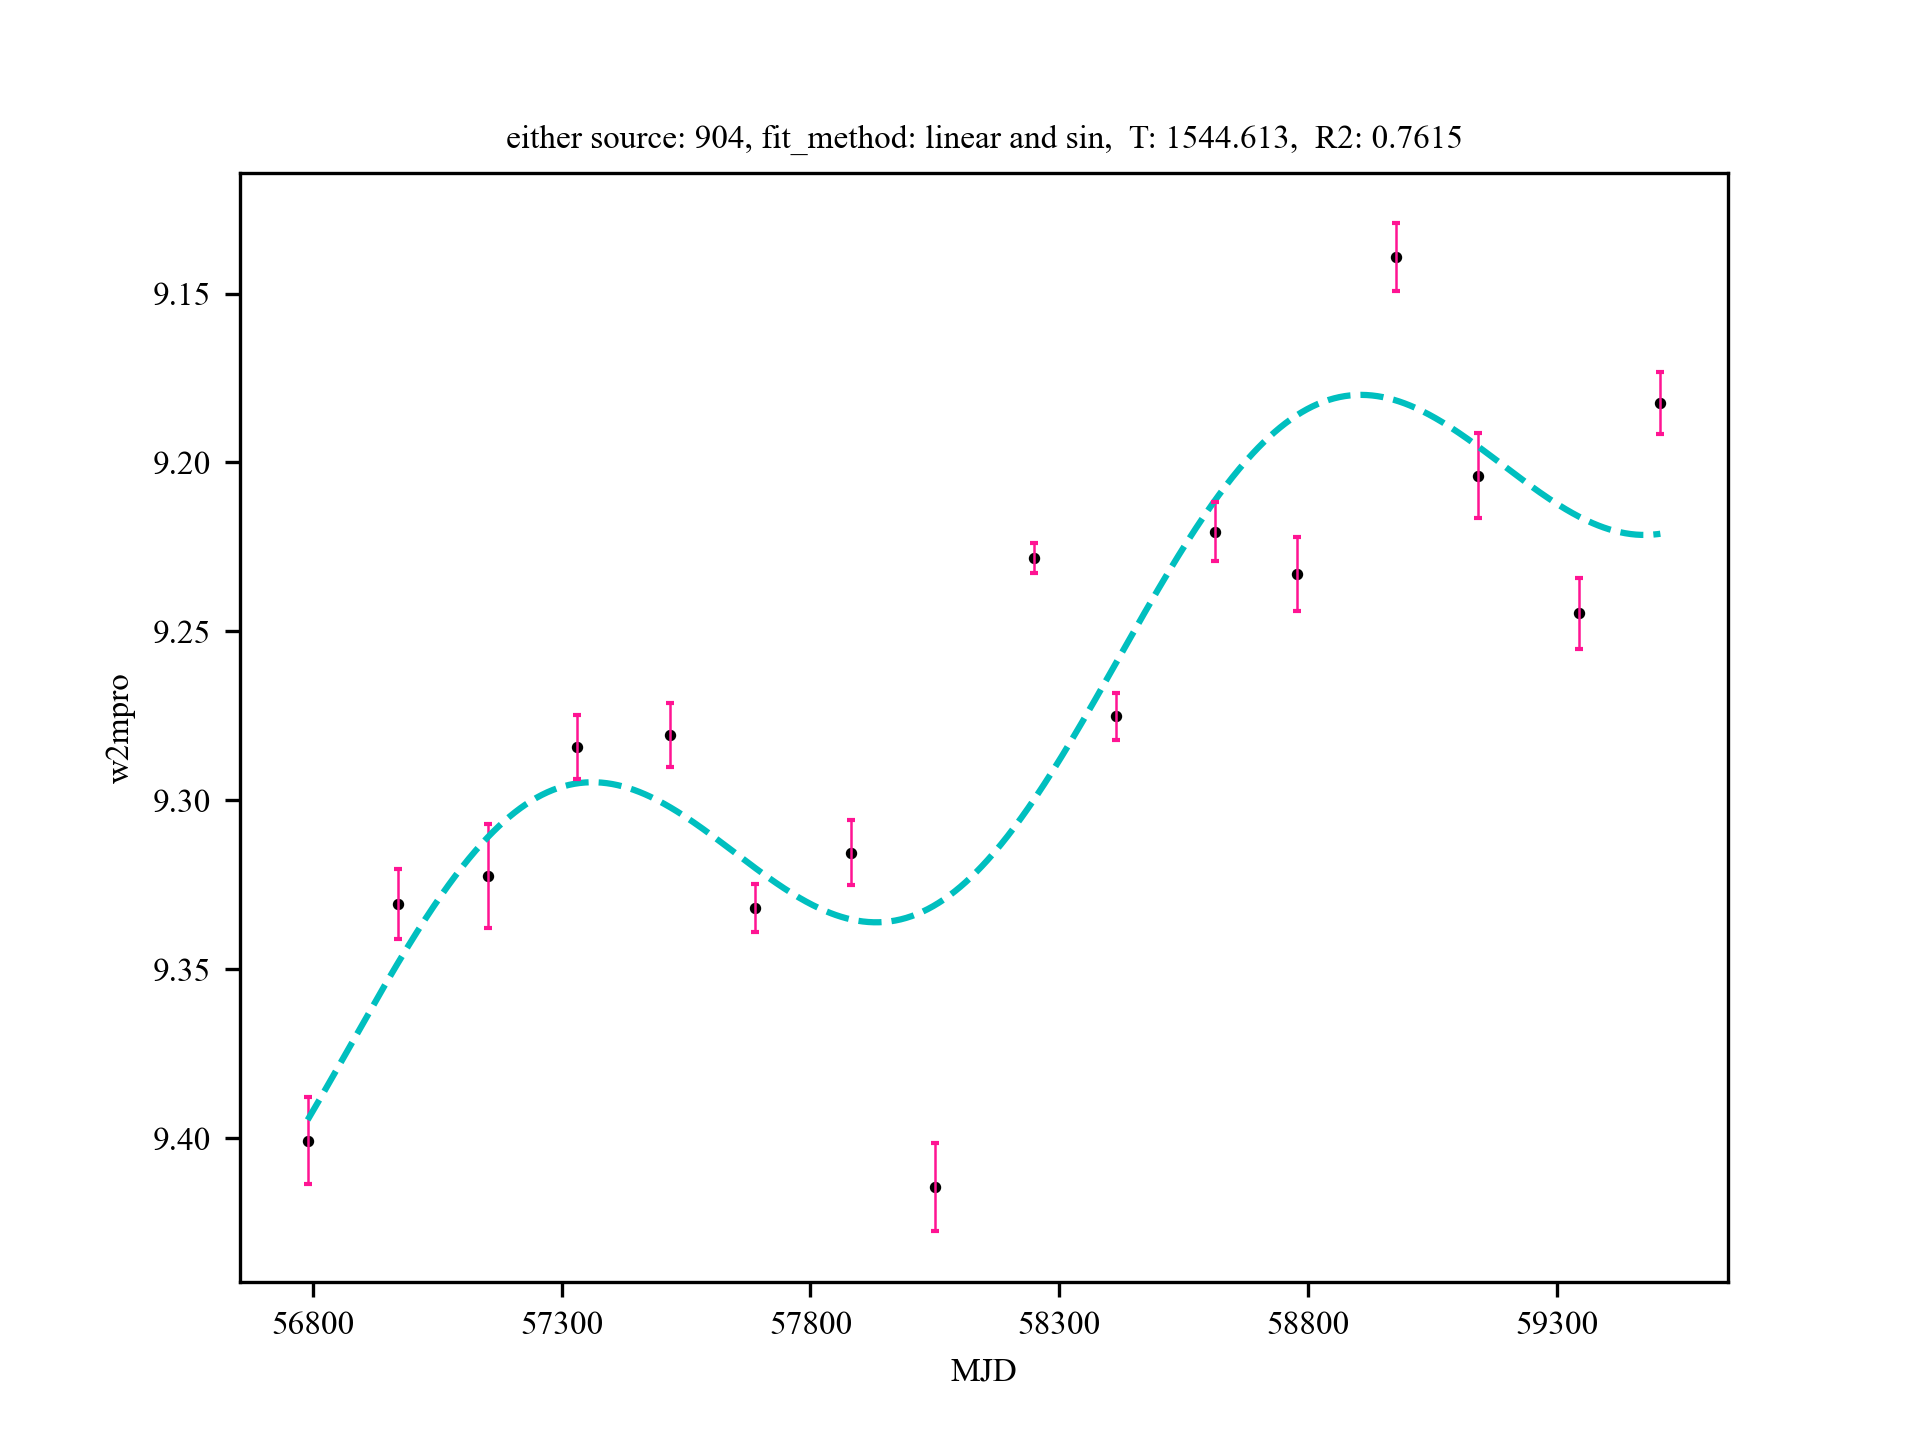 either source: 904, fit_method: linear and sin,  T: 1544.613,  R2: 0.7615
9.15
9.20
9.25
9.30
9.35
9.40
w2mpro
56800 57300 57800 58300 58800 59300
MJD